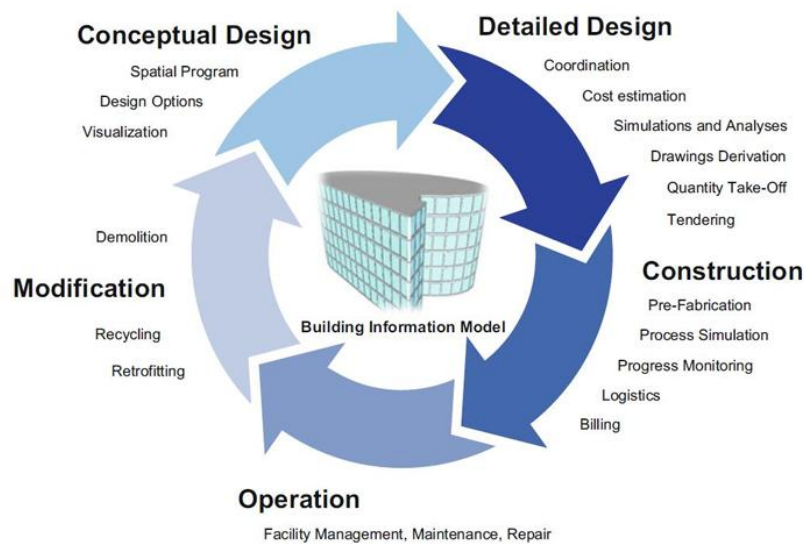 Conceptual Design
Spatial Program
Design Options
Visualization
Detailed Design
Coordination
Cost estimation
Simulations and Analyses
Drawings Derivation
Quantity Take-Off
Tendering
Construction
Pre-Fabrication
Process Simulation
Progress Monitoring
Logistics
Billing
Operation
Facility Management, Maintenance, Repair
Demolition
Modification
Recycling
Retrofitting
Building Information Model